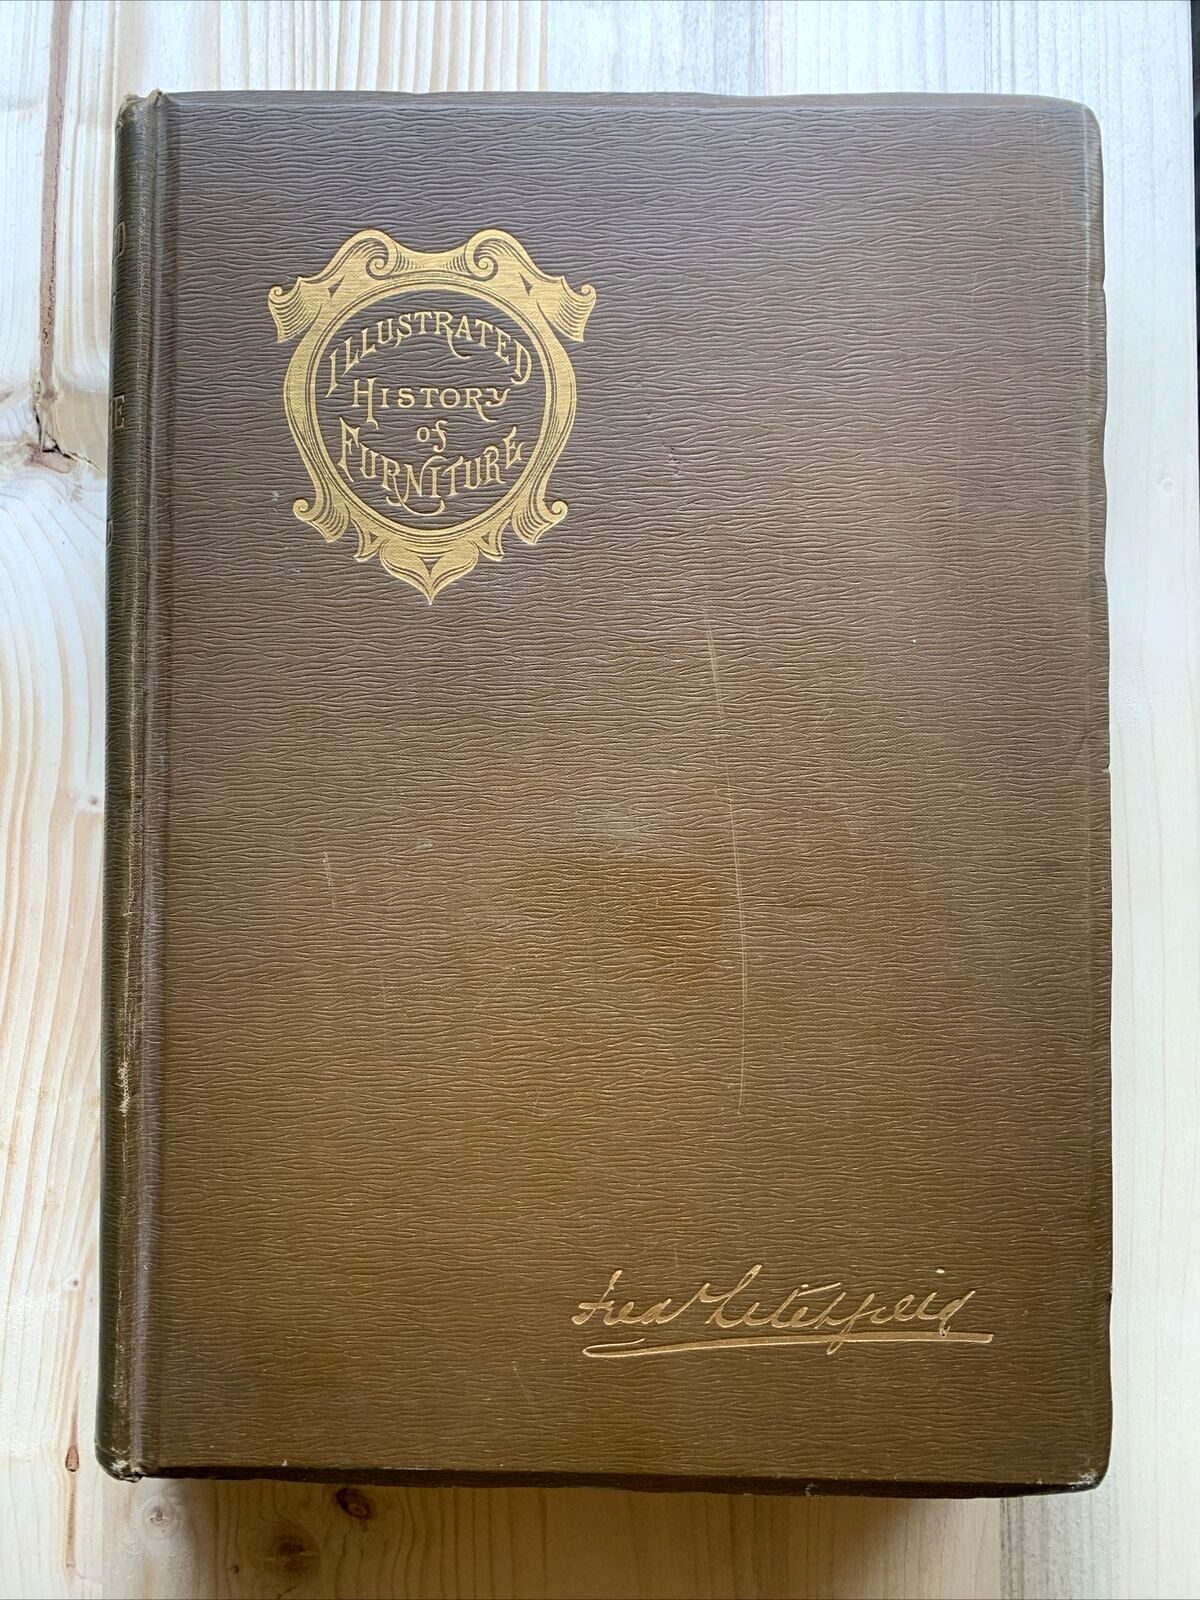 ILLUSTRATED
HISTORY
of
FURNITURE
Fred Litchfield